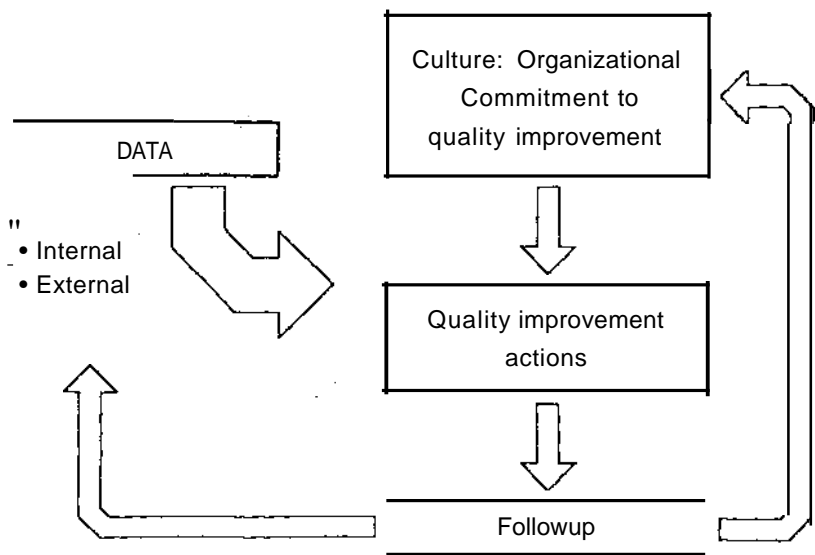 Culture: Organizational
Commitment to
quality improvement
DATA
• Internal
• External
Quality improvement
actions
Followup